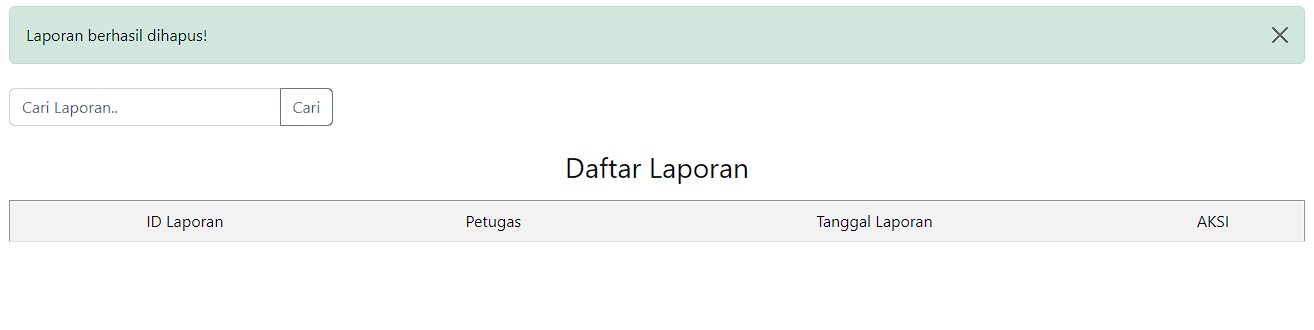 Laporan berhasil dihapus!
Cari Laporan.. Cari
Daftar Laporan
ID Laporan Petugas Tanggal Laporan AKSI